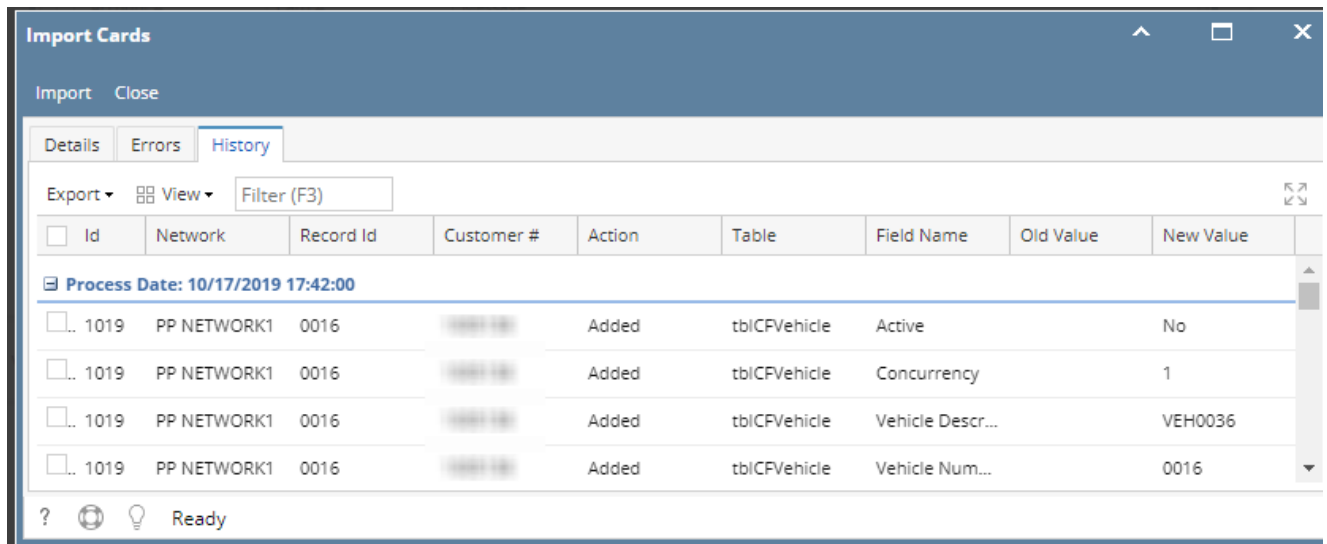 Import Cards
Import Close
Details Errors History
Export View Filter (F3)
Id Network Record Id Customer # Action Table Field Name Old Value New Value
Process Date: 10/17/2019 17:42:00
.. 1019 PP NETWORK1 0016 Added tblCFVehicle Active No
.. 1019 PP NETWORK1 0016 Added tblCFVehicle Concurrency 1
.. 1019 PP NETWORK1 0016 Added tblCFVehicle Vehicle Descr... VEH0036
.. 1019 PP NETWORK1 0016 Added tblCFVehicle Vehicle Num... 0016
? Ready